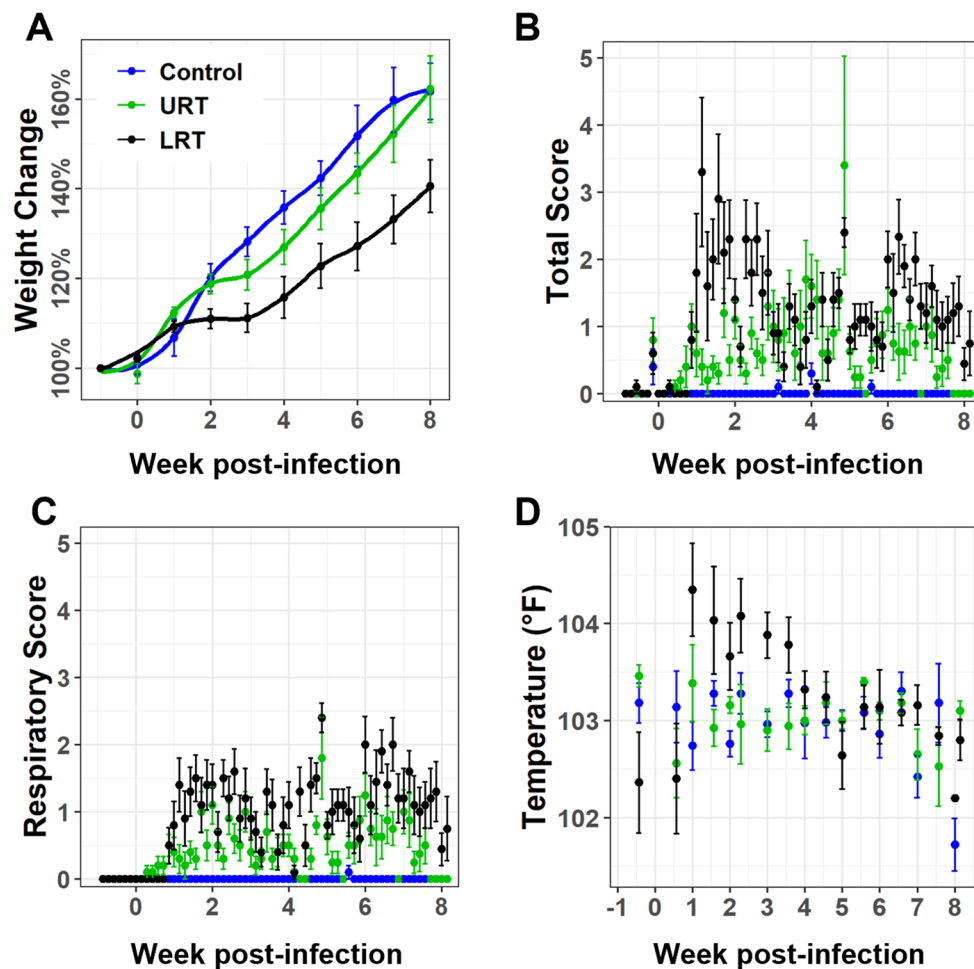 A
Weight Change
160%
140%
120%
100%
Control
URT
LRT
0 2 4 6 8
Week post-infection
B
Total Score
5
4
3
2
1
0
0 2 4 6 8
Week post-infection
C
Respiratory Score
5
4
3
2
1
0
0 2 4 6 8
Week post-infection
D
Temperature (°F)
105
104
103
102
-1 0 1 2 3 4 5 6 7 8
Week post-infection